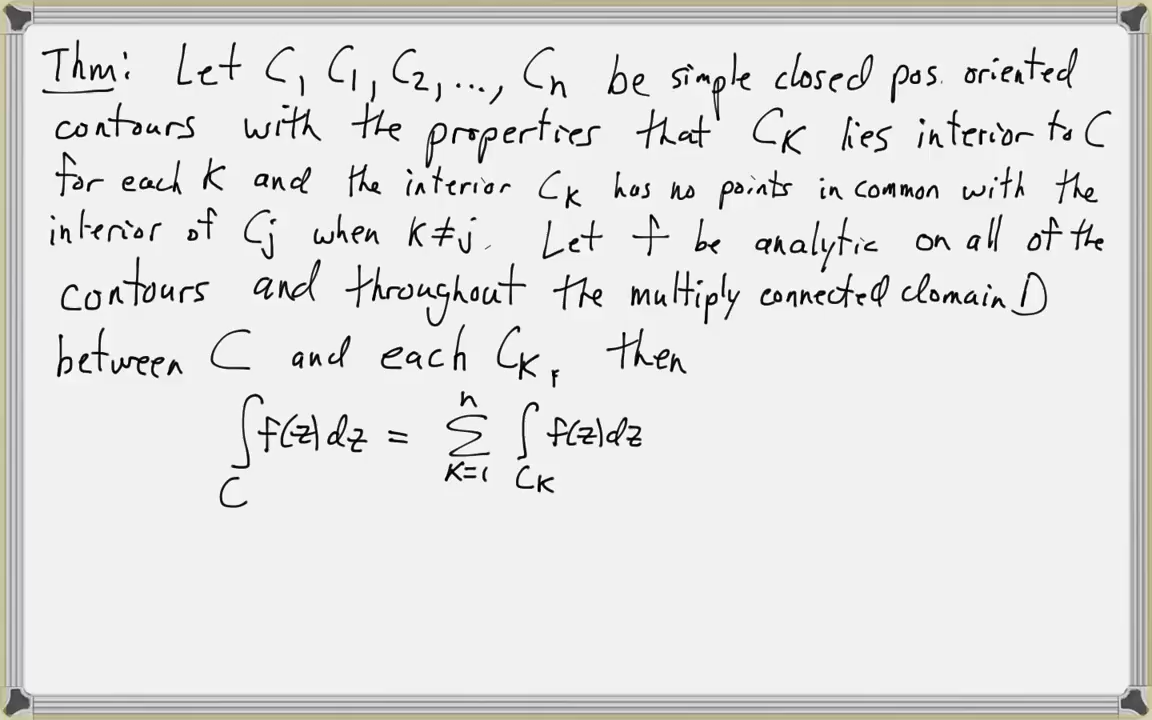 Thm: Let C, C₁, C₂, ..., Cn be simple closed pos. oriented
contours with the properties that CK lies interior to C
for each K and the interior CK has no points in common with the
interior of Cj when K≠j. Let f be analytic on all of the
contours and throughout the multiply connected domain D
between C and each CK, then
∫_C f(z)dz = ∑_{K=1}^{n} ∫_{CK} f(z)dz